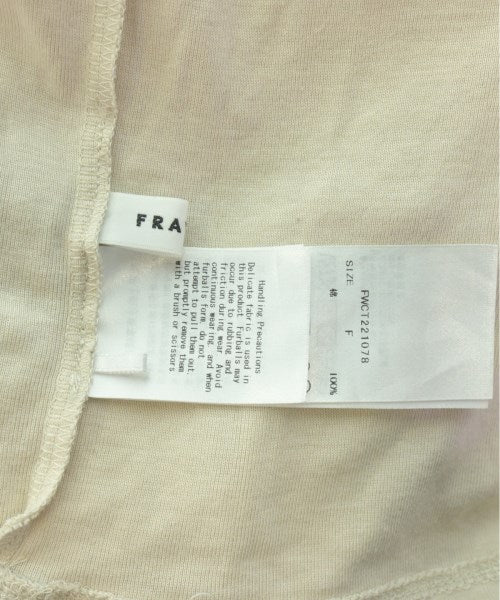 FRA
Handling Precautions
Delicate fabric is used in
this product. Furballs may
occur due to rubbing and
friction during wear. Avoid
continuous wearing, and when
furballs form, do not
attempt to pull them out,
but promptly remove them
with a brush or scissors
FWCT221078
SIZE F
綿 100%